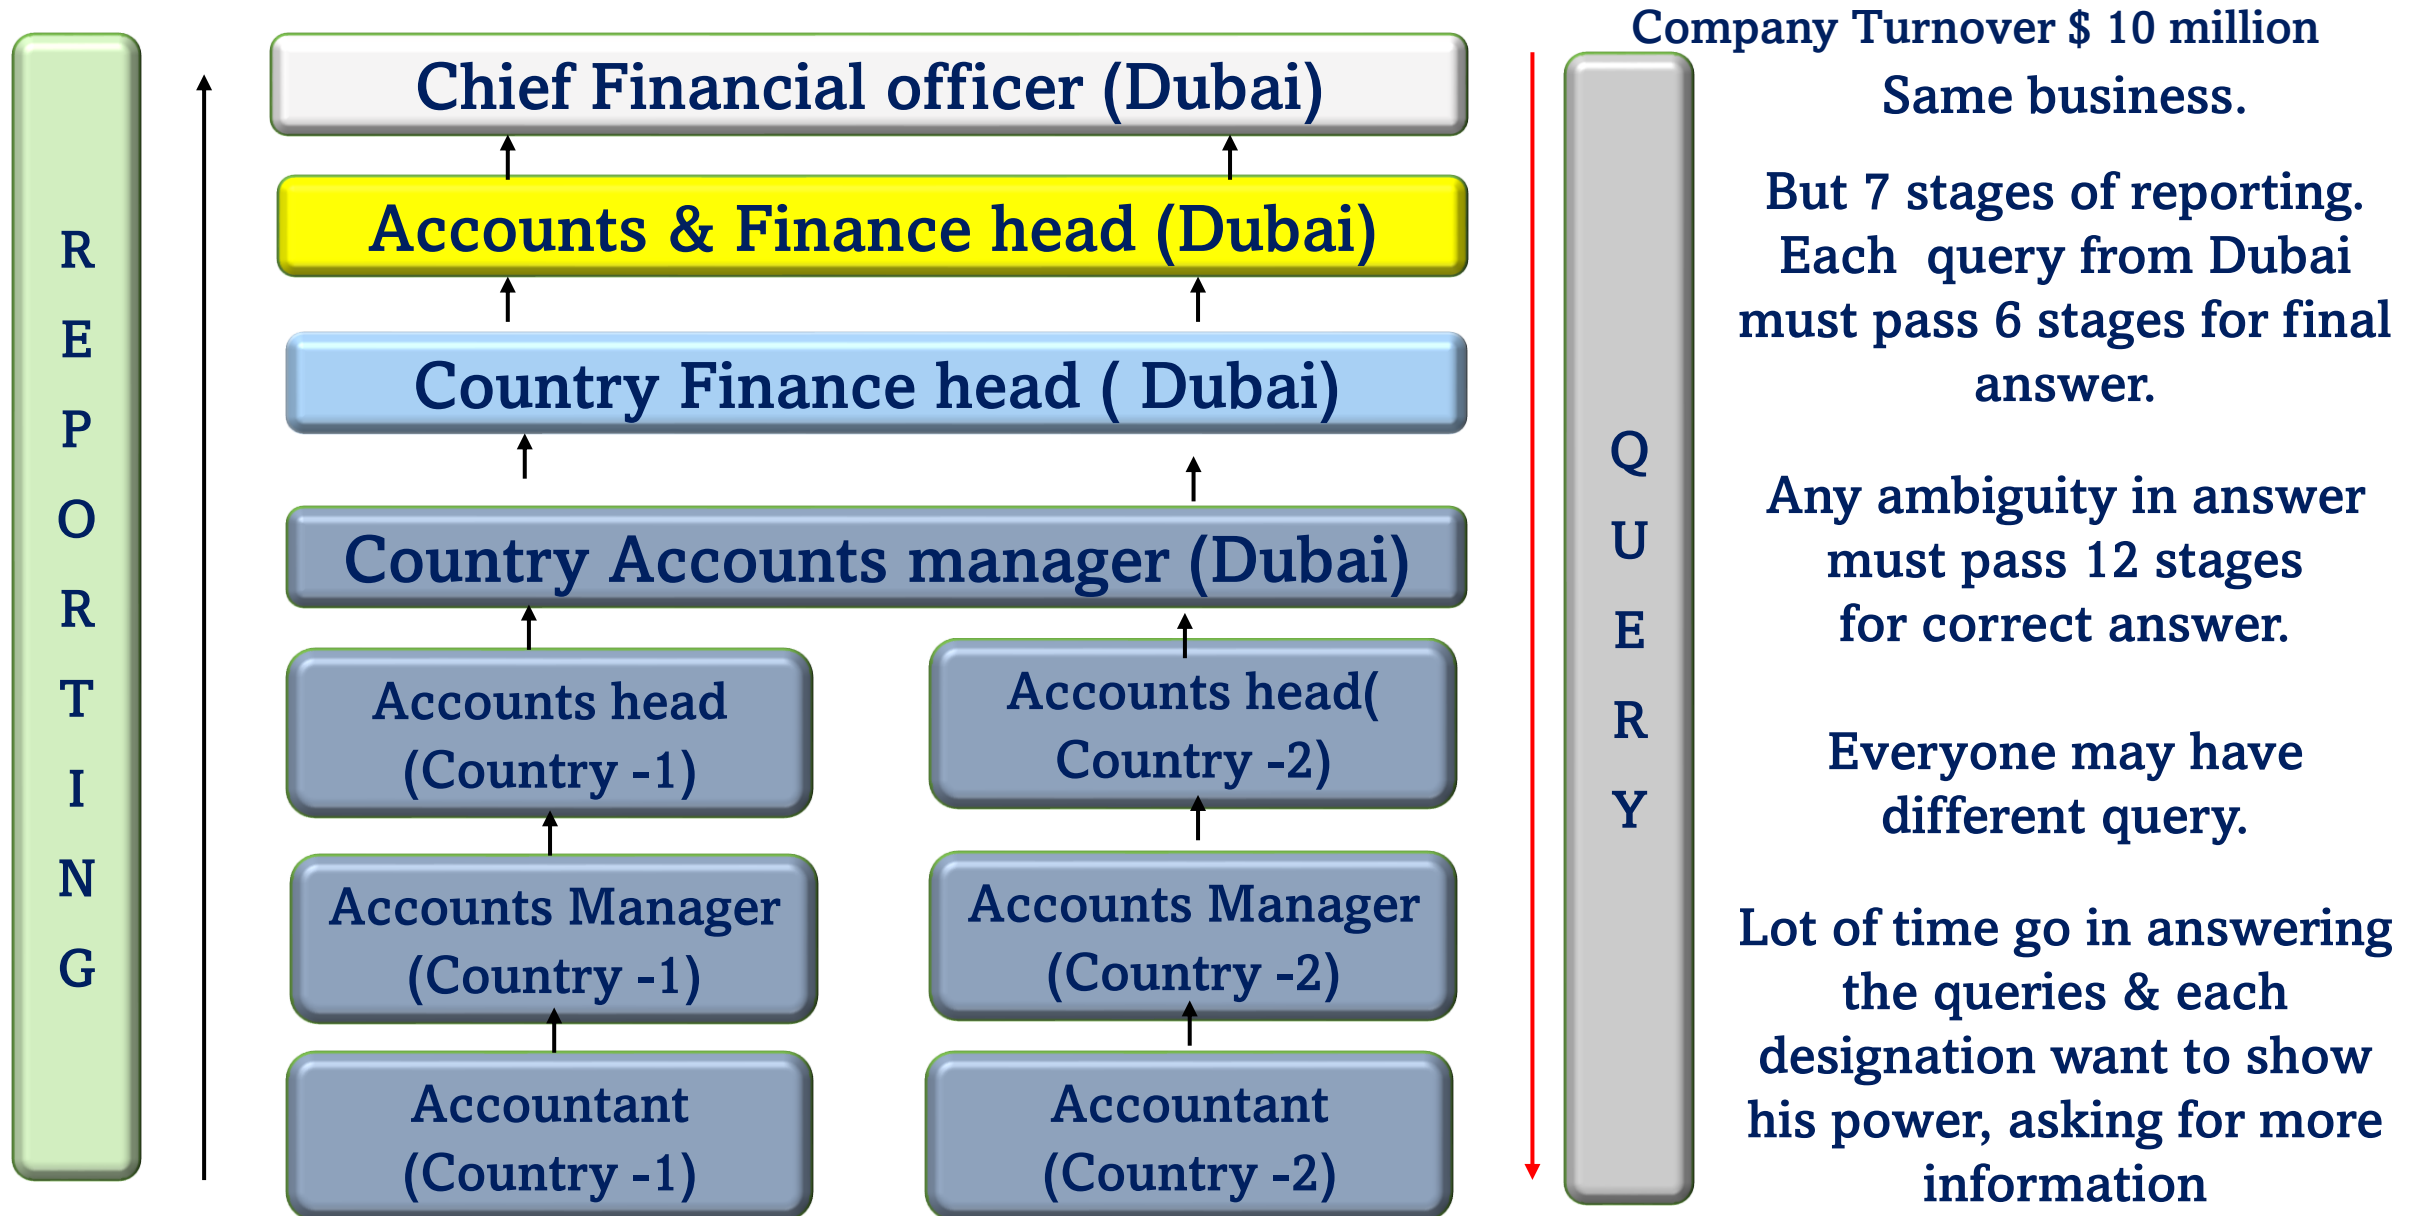 R
E
P
O
R
T
I
N
G
Chief Financial officer (Dubai)
Accounts & Finance head (Dubai)
Country Finance head ( Dubai)
Country Accounts manager (Dubai)
Accounts head
(Country -1)
Accounts head(
Country -2)
Accounts Manager
(Country -1)
Accounts Manager
(Country -2)
Accountant
(Country -1)
Accountant
(Country -2)
Q
U
E
R
Y
Company Turnover $ 10 million
Same business.
But 7 stages of reporting.
Each  query from Dubai
must pass 6 stages for final
answer.
Any ambiguity in answer
must pass 12 stages
for correct answer.
Everyone may have
different query.
Lot of time go in answering
the queries & each
designation want to show
his power, asking for more
information